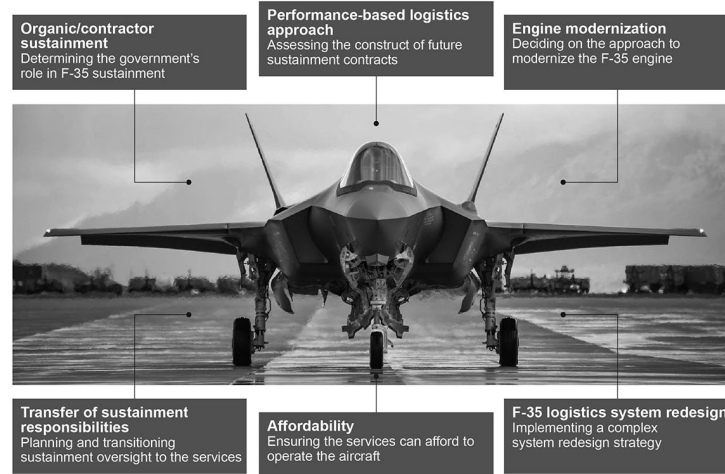 Organic/contractor
sustainment
Determining the government's
role in F-35 sustainment
Performance-based logistics
approach
Assessing the construct of future
sustainment contracts
Engine modernization
Deciding on the approach to
modernize the F-35 engine
Transfer of sustainment
responsibilities
Planning and transitioning
sustainment oversight to the services
Affordability
Ensuring the services can afford to
operate the aircraft
F-35 logistics system redesign
Implementing a complex
system redesign strategy